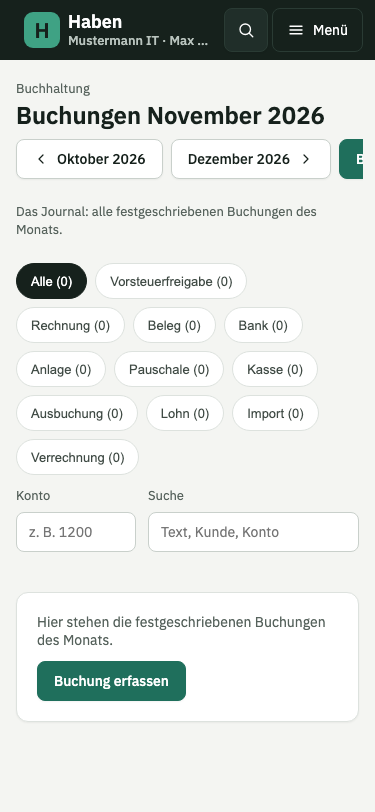 H
Haben
Mustermann IT · Max ...
Menü
Buchhaltung
Buchungen November 2026
Oktober 2026
Dezember 2026
Das Journal: alle festgeschriebenen Buchungen des
Monats.
Alle (0)
Vorsteuerfreigabe (0)
Rechnung (0)
Beleg (0)
Bank (0)
Anlage (0)
Pauschale (0)
Kasse (0)
Ausbuchung (0)
Lohn (0)
Import (0)
Verrechnung (0)
Konto
Suche
z. B. 1200
Text, Kunde, Konto
Hier stehen die festgeschriebenen Buchungen
des Monats.
Buchung erfassen